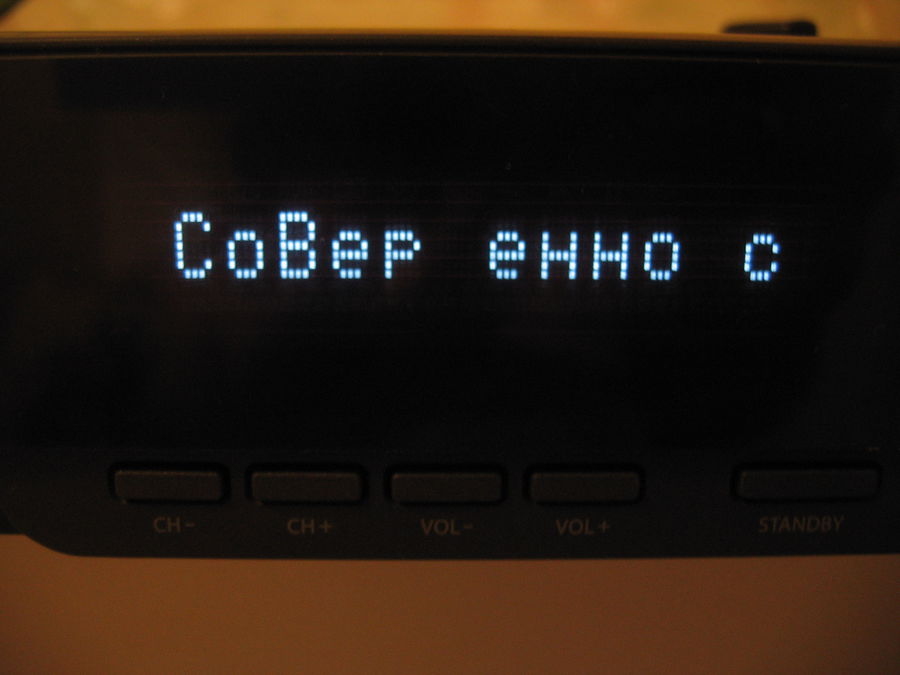 СоВер енно с
CH- CH+ VOL- VOL+ STANDBY